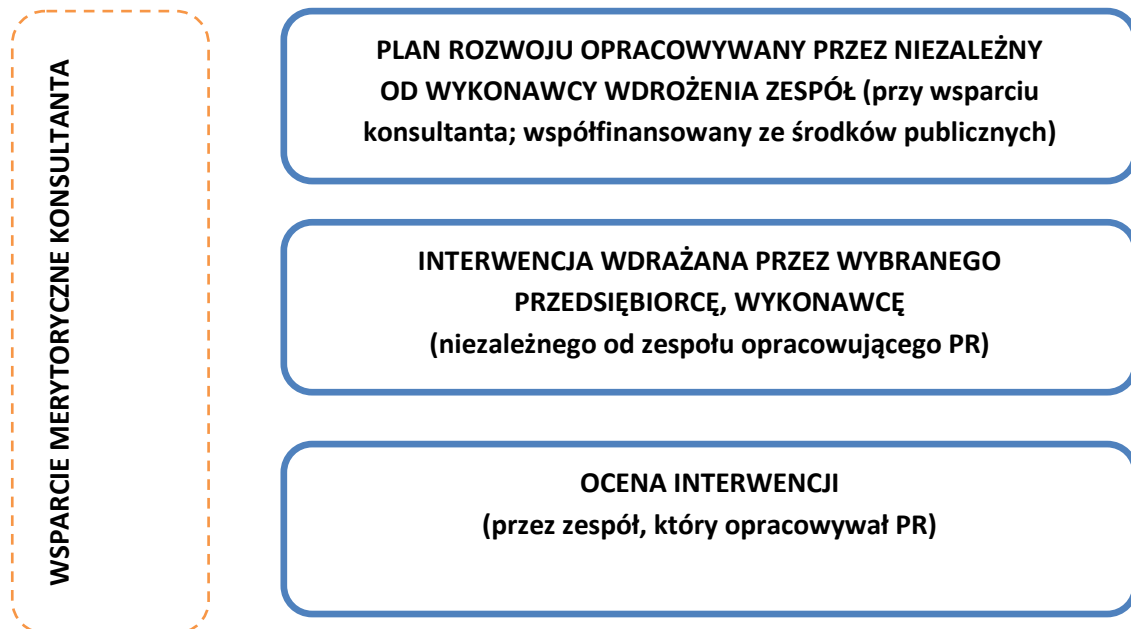 WSPARCIE MERYTORYCZNE KONSULTANTA
PLAN ROZWOJU OPRACOWYWANY PRZEZ NIEZALEŻNY
OD WYKONAWCY WDROŻENIA ZESPÓŁ (przy wsparciu
konsultanta; współfinansowany ze środków publicznych)
INTERWENCJA WDRAŻANA PRZEZ WYBRANEGO
PRZEDSIĘBIORCĘ, WYKONAWCĘ
(niezależnego od zespołu opracowującego PR)
OCENA INTERWENCJI
(przez zespół, który opracowywał PR)